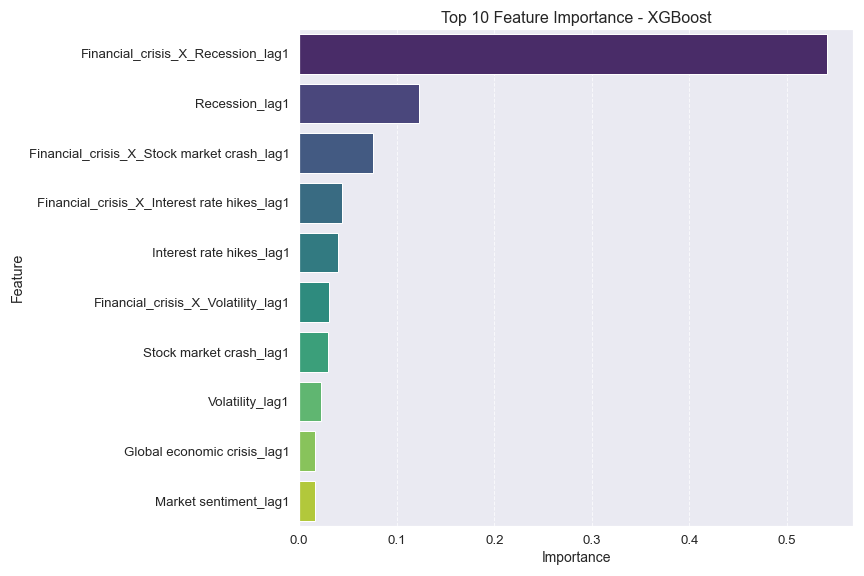 Top 10 Feature Importance - XGBoost
Financial_crisis_X_Recession_lag1
Recession_lag1
Financial_crisis_X_Stock market crash_lag1
Financial_crisis_X_Interest rate hikes_lag1
Interest rate hikes_lag1
Financial_crisis_X_Volatility_lag1
Stock market crash_lag1
Volatility_lag1
Global economic crisis_lag1
Market sentiment_lag1
Feature
0.0 0.1 0.2 0.3 0.4 0.5
Importance